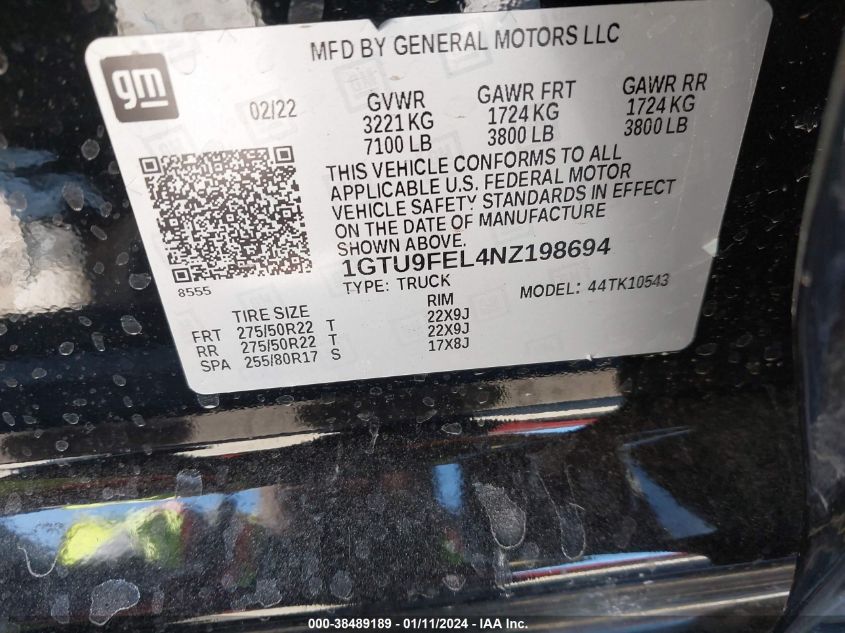 MFD BY GENERAL MOTORS LLC
gm
02/22 GVWR GAWR FRT GAWR RR
3221 KG 1724 KG 1724 KG
7100 LB 3800 LB 3800 LB
THIS VEHICLE CONFORMS TO ALL
APPLICABLE U.S. FEDERAL MOTOR
VEHICLE SAFETY STANDARDS IN EFFECT
ON THE DATE OF MANUFACTURE
SHOWN ABOVE.
1GTU9FEL4NZ198694
8555
TYPE: TRUCK MODEL: 44TK10543
TIRE SIZE RIM
FRT 275/50R22 T 22X9J
RR 275/50R22 T 22X9J
SPA 255/80R17 S 17X8J
000-38489189 - 01/11/2024 - IAAI Inc.